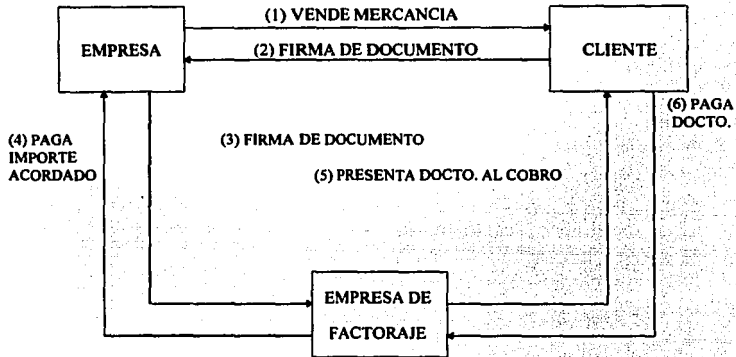 (1) VENDE MERCANCIA
EMPRESA
(2) FIRMA DE DOCUMENTO
CLIENTE
(4) PAGA
IMPORTE
ACORDADO
(3) FIRMA DE DOCUMENTO
(5) PRESENTA DOCTO. AL COBRO
(6) PAGA
DOCTO.
EMPRESA DE
FACTORAJE